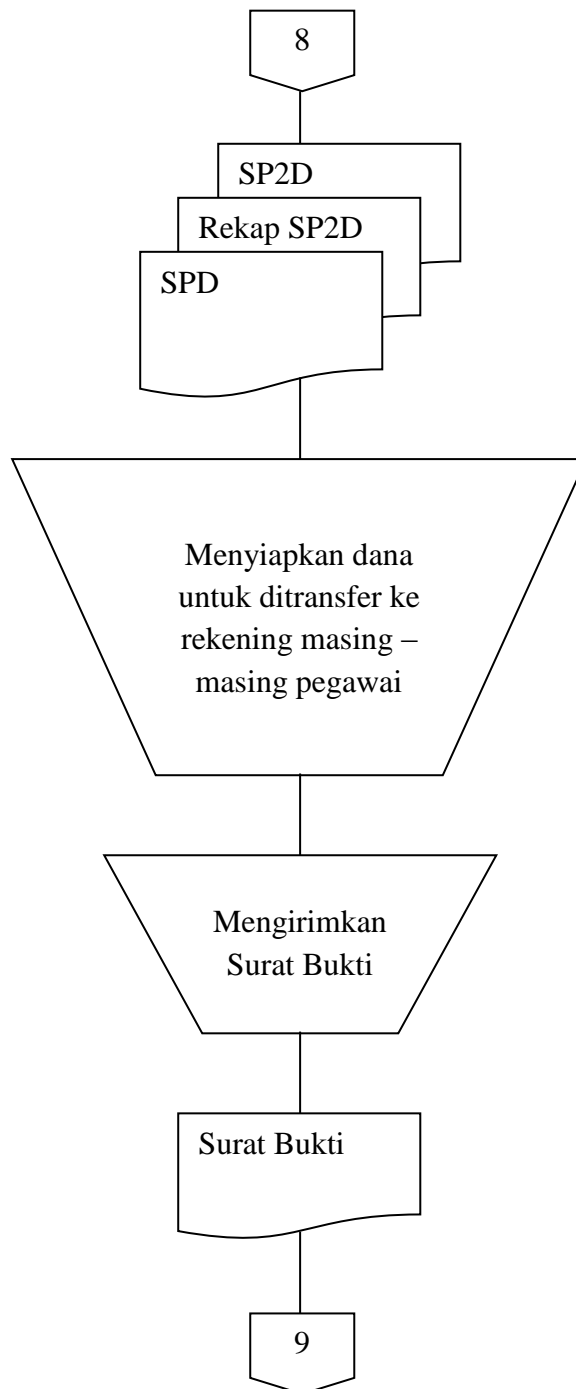 8
SP2D
Rekap SP2D
SPD
Menyiapkan dana
untuk ditransfer ke
rekening masing –
masing pegawai
Mengirimkan
Surat Bukti
Surat Bukti
9